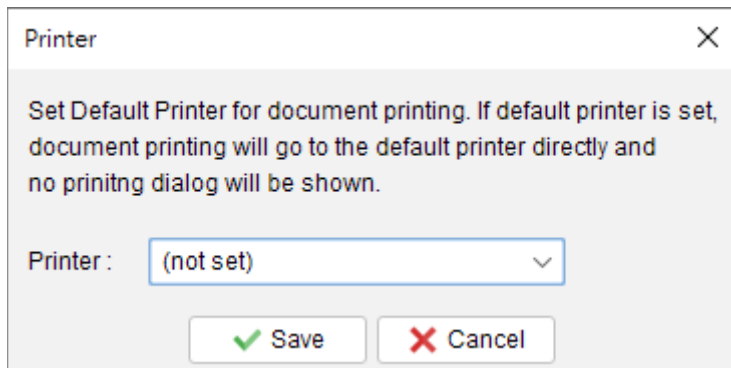 Printer
Set Default Printer for document printing. If default printer is set,
document printing will go to the default printer directly and
no prinitng dialog will be shown.
Printer : (not set)
Save Cancel